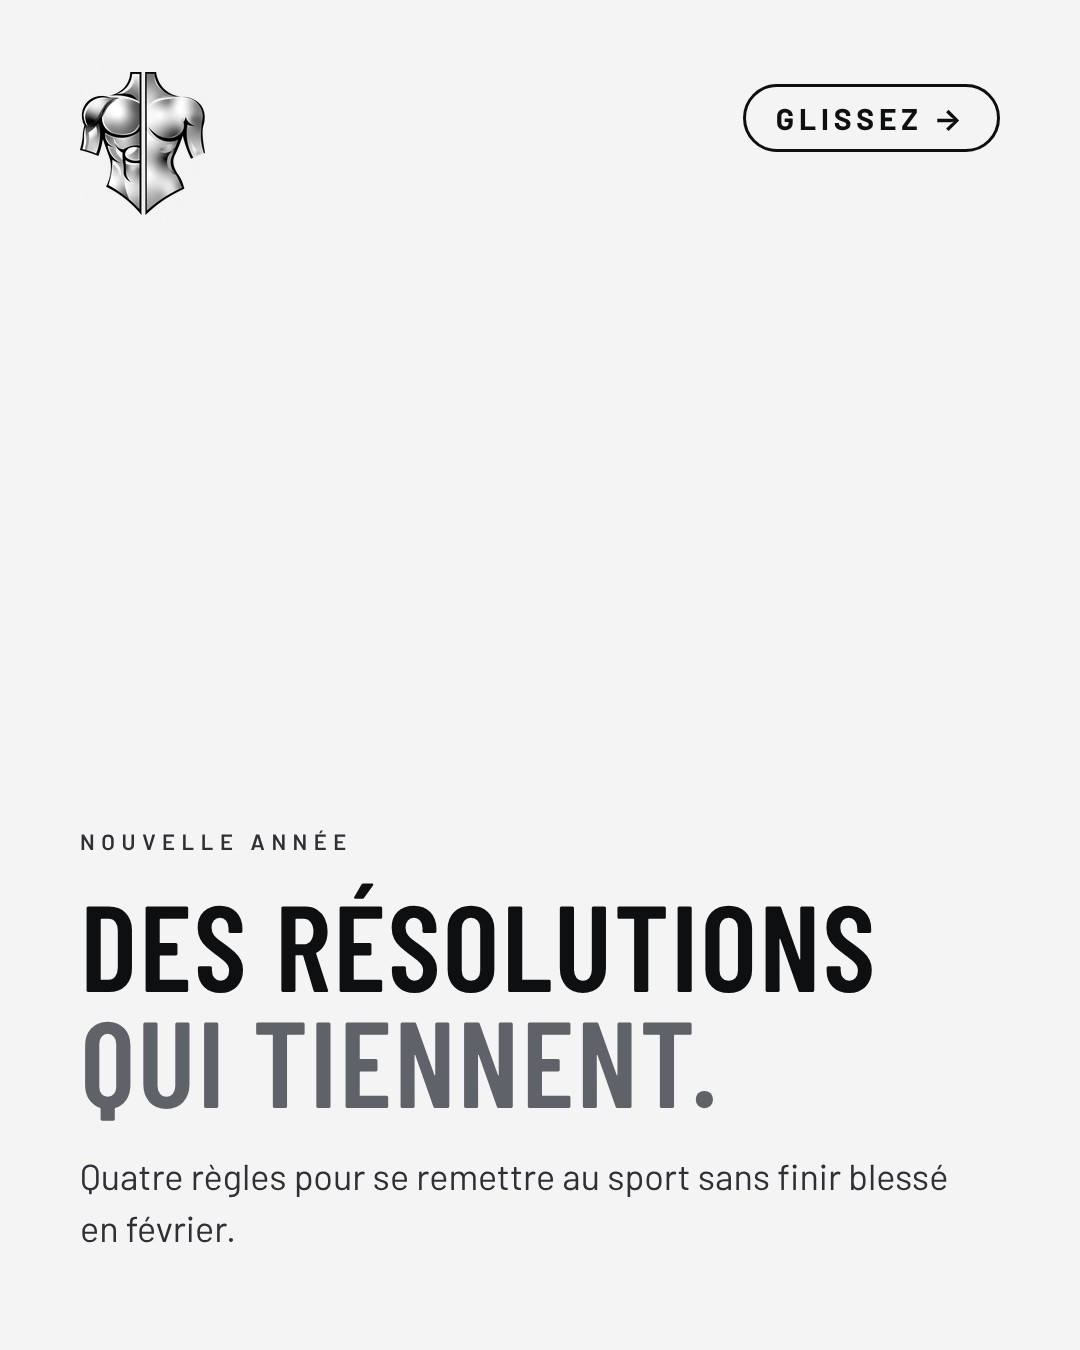 GLISSEZ →
NOUVELLE ANNÉE
DES RÉSOLUTIONS
QUI TIENNENT.
Quatre règles pour se remettre au sport sans finir blessé
en février.